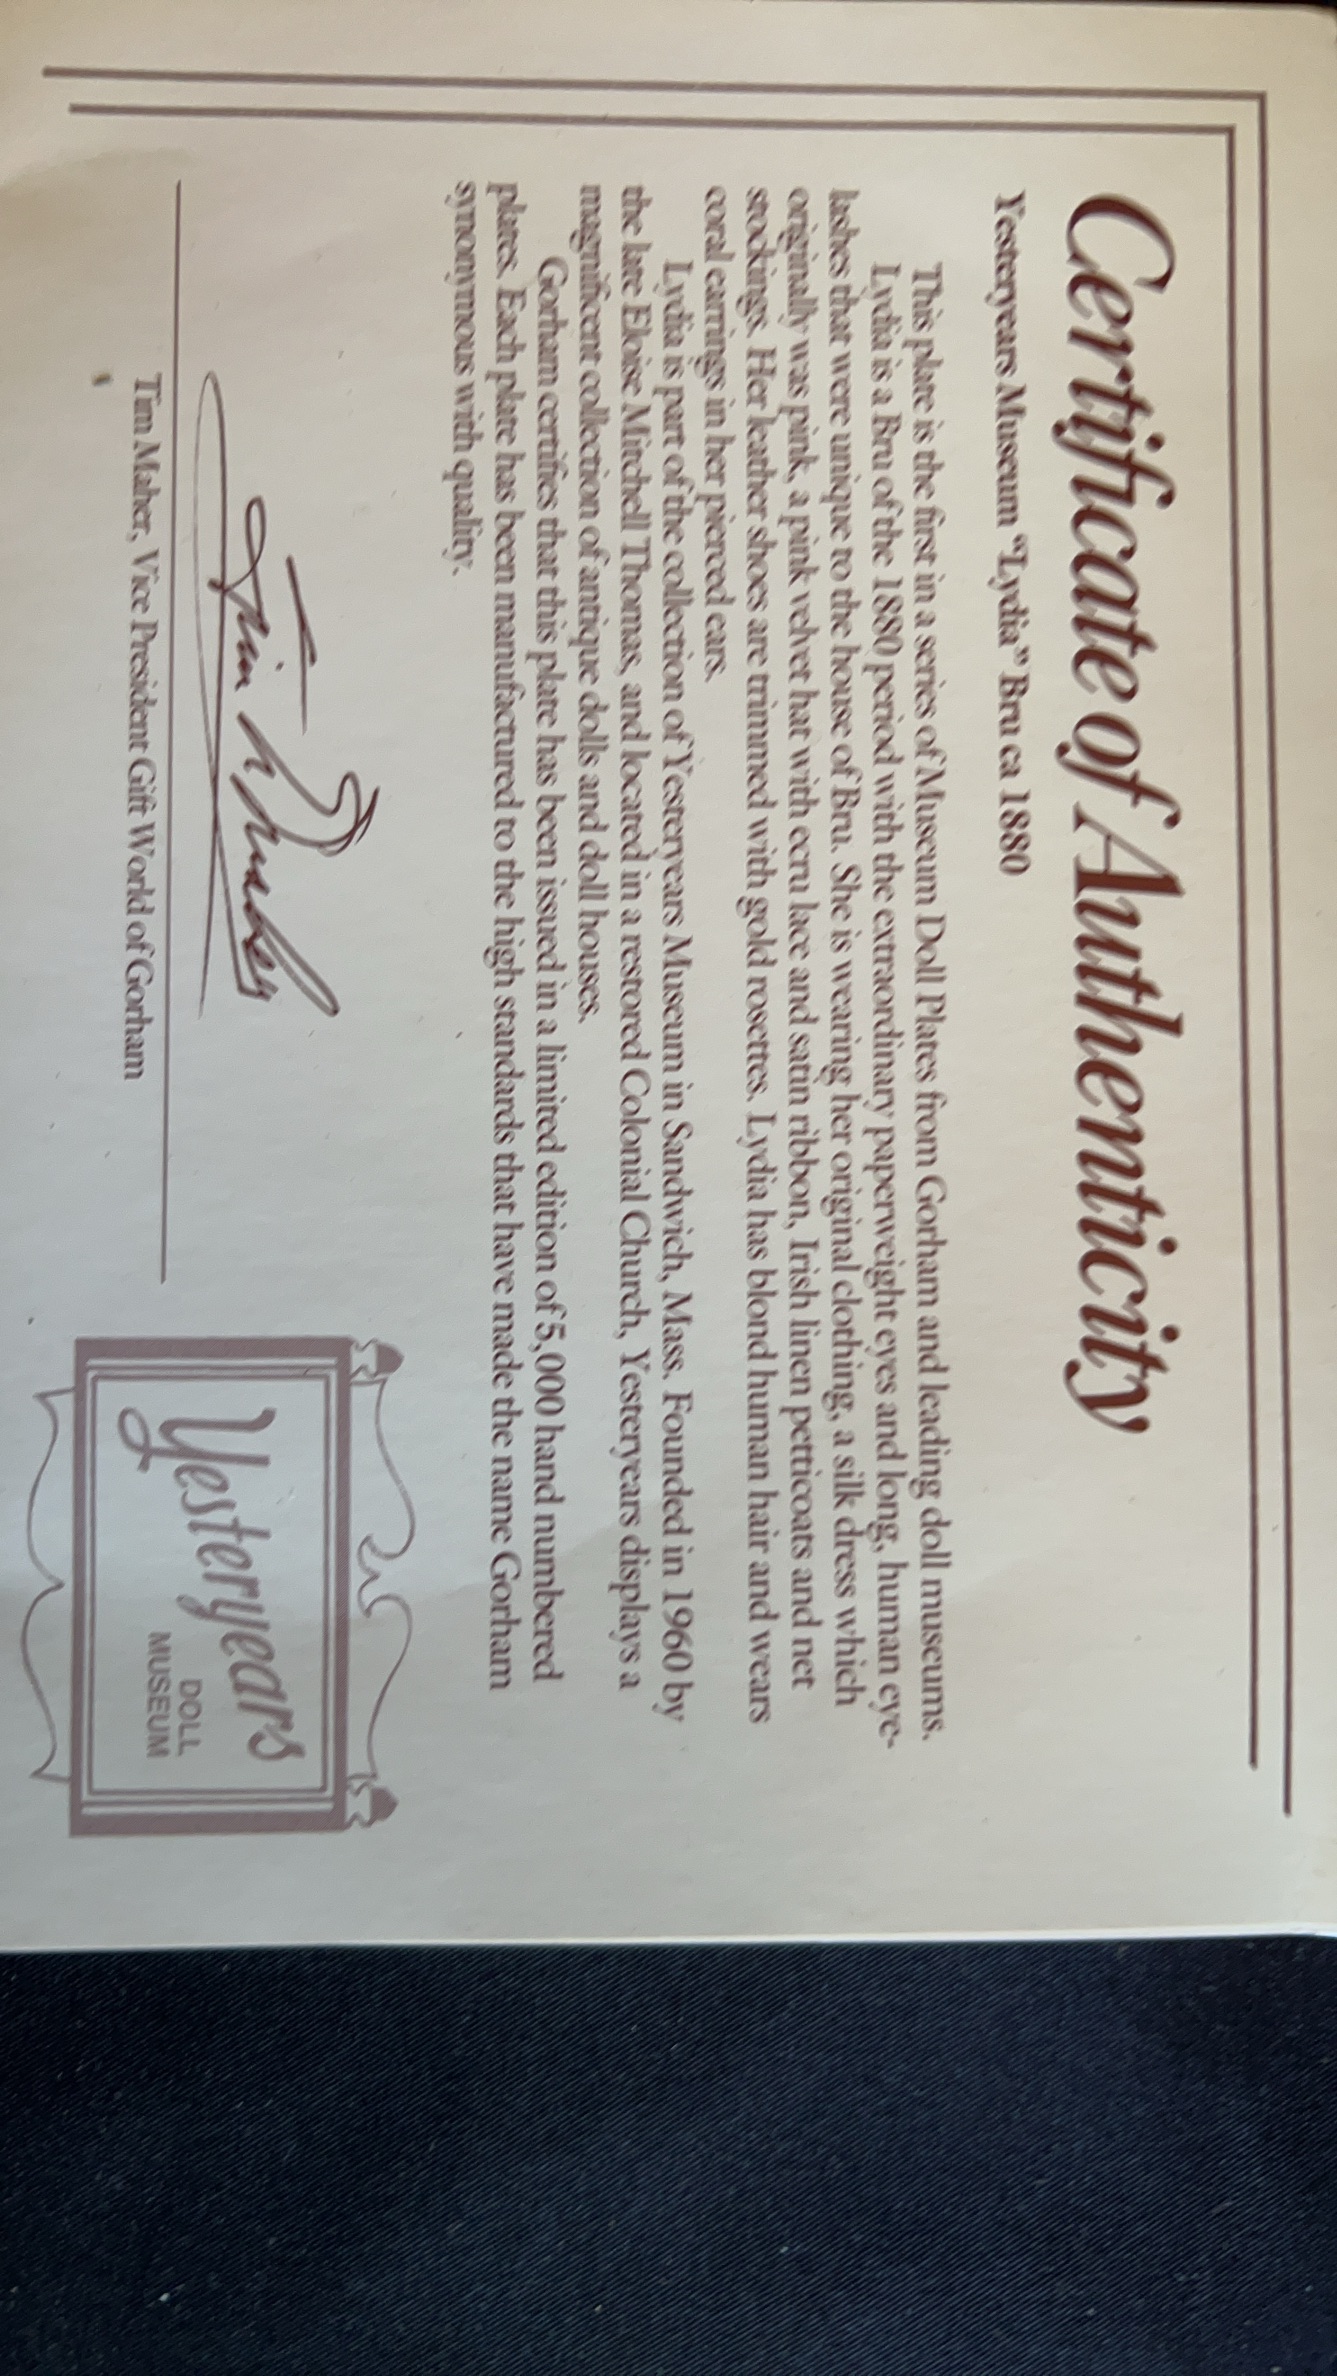 Certificate of Authenticity
Yesteryears Museum “Lydia” Bru ca 1880
This plate is the first in a series of Museum Doll Plates from Gorham and leading doll museums.
Lydia is a Bru of the 1880 period with the extraordinary paperweight eyes and long, human eye-
lashes that were unique to the house of Bru. She is wearing her original clothing, a silk dress which
originally was pink, a pink velvet hat with ecru lace and satin ribbon, Irish linen petticoats and net
stockings. Her leather shoes are trimmed with gold rosettes. Lydia has blond human hair and wears
coral earrings in her pierced ears.
Lydia is part of the collection of Yesteryears Museum in Sandwich, Mass. Founded in 1960 by
the late Eloise Mitchell Thomas, and located in a restored Colonial Church, Yesteryears displays a
magnificent collection of antique dolls and doll houses.
Gorham certifies that this plate has been issued in a limited edition of 5,000 hand numbered
plates. Each plate has been manufactured to the high standards that have made the name Gorham
synonymous with quality.
Tim Maher
Tim Maher, Vice President Gift World of Gorham
Yesteryears
DOLL
MUSEUM